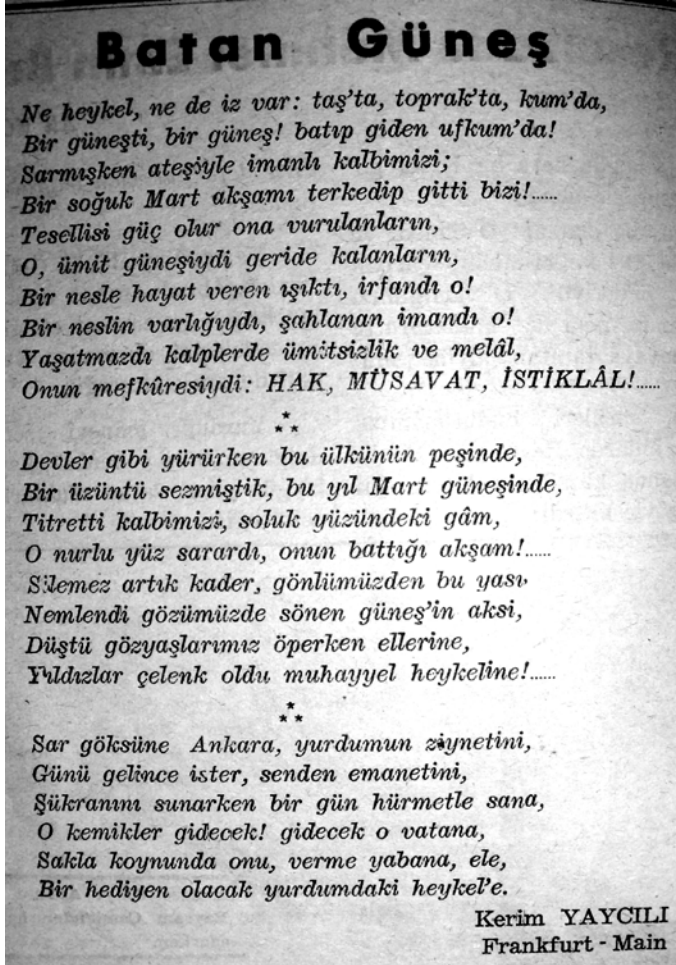 Batan Güneş
Ne heykel, ne de iz var: taş'ta, toprak'ta, kum'da,
Bir güneşti, bir güneş! batıp giden ufkum'da!
Sarmışken ateşiyle imanlı kalbimizi;
Bir soğuk Mart akşamı terkedip gitti bizi!......
Tesellisi güç olur ona vurulanların,
O, ümit güneşiydi geride kalanların,
Bir nesle hayat veren ışıktı, irfandı o!
Bir neslin varlığıydı, şahlanan imandı o!
Yaşatmazdı kalplerde ümitsizlik ve melâl,
Onun mefkûresiydi: HAK, MÜSAVAT, İSTİKLÂL!......
*
* *
Devler gibi yürürken bu ülkünün peşinde,
Bir üzüntü sezmiştik, bu yıl Mart güneşinde,
Titretti kalbimizi, soluk yüzündeki gâm,
O nurlu yüz sarardı, onun battığı akşam!......
Silemez artık kader, gönlümüzden bu yası
Nemlendi gözümüzde sönen güneş'in aksi,
Düştü gözyaşlarımız öperken ellerine,
Yıldızlar çelenk oldu muhayyel heykeline!......
*
* *
Sar göksüne Ankara, yurdumun ziynetini,
Günü gelince ister, senden emanetini,
Şükranını sunarken bir gün hürmetle sana,
O kemikler gidecek! gidecek o vatana,
Sakla koynunda onu, verme yabana, ele,
Bir hediyen olacak yurdumdaki heykel'e.
Kerim YAYCILI
Frankfurt - Main